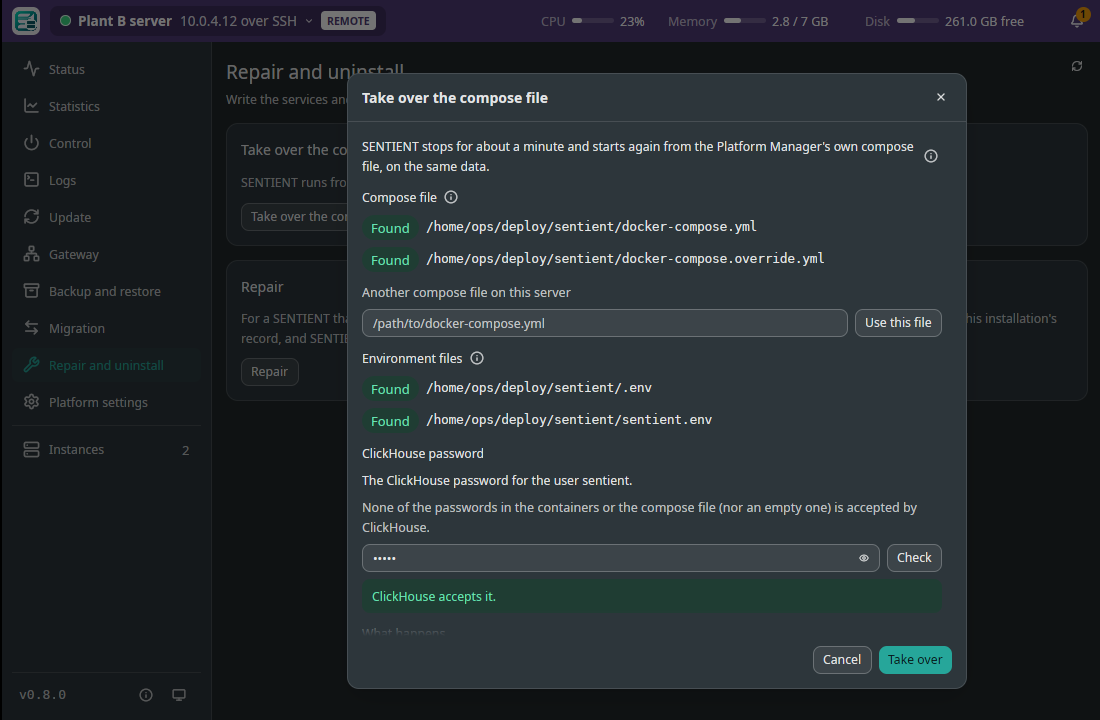 Plant B server 10.0.4.12 over SSH REMOTE CPU 23% Memory 2.8 / 7 GB Disk 261.0 GB free 1
Status
Statistics
Control
Logs
Update
Gateway
Backup and restore
Migration
Repair and uninstall
Platform settings
Instances 2
v0.8.0
Repair and uninstall
Write the services an
Take over the co
SENTIENT runs fro
Take over the co
Repair
For a SENTIENT th
his installation's
record, and SENTIE
Repair
Take over the compose file
SENTIENT stops for about a minute and starts again from the Platform Manager's own compose
file, on the same data.
Compose file
Found /home/ops/deploy/sentient/docker-compose.yml
Found /home/ops/deploy/sentient/docker-compose.override.yml
Another compose file on this server
/path/to/docker-compose.yml Use this file
Environment files
Found /home/ops/deploy/sentient/.env
Found /home/ops/deploy/sentient/sentient.env
ClickHouse password
The ClickHouse password for the user sentient.
None of the passwords in the containers or the compose file (nor an empty one) is accepted by
ClickHouse.
••••• Check
ClickHouse accepts it.
What happens
Cancel Take over